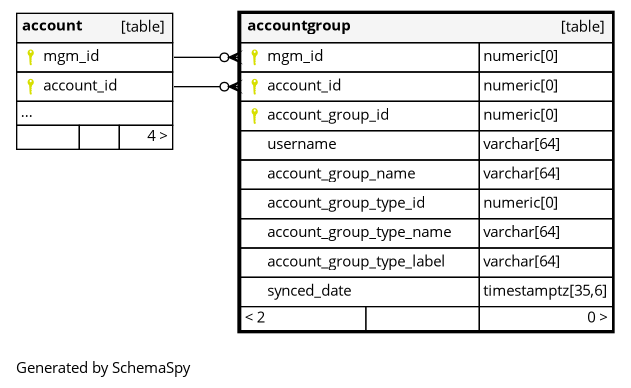 account [table]
mgm_id
account_id
...
4 >
accountgroup [table]
mgm_id numeric[0]
account_id numeric[0]
account_group_id numeric[0]
username varchar[64]
account_group_name varchar[64]
account_group_type_id numeric[0]
account_group_type_name varchar[64]
account_group_type_label varchar[64]
synced_date timestamptz[35,6]
< 2 0 >
Generated by SchemaSpy